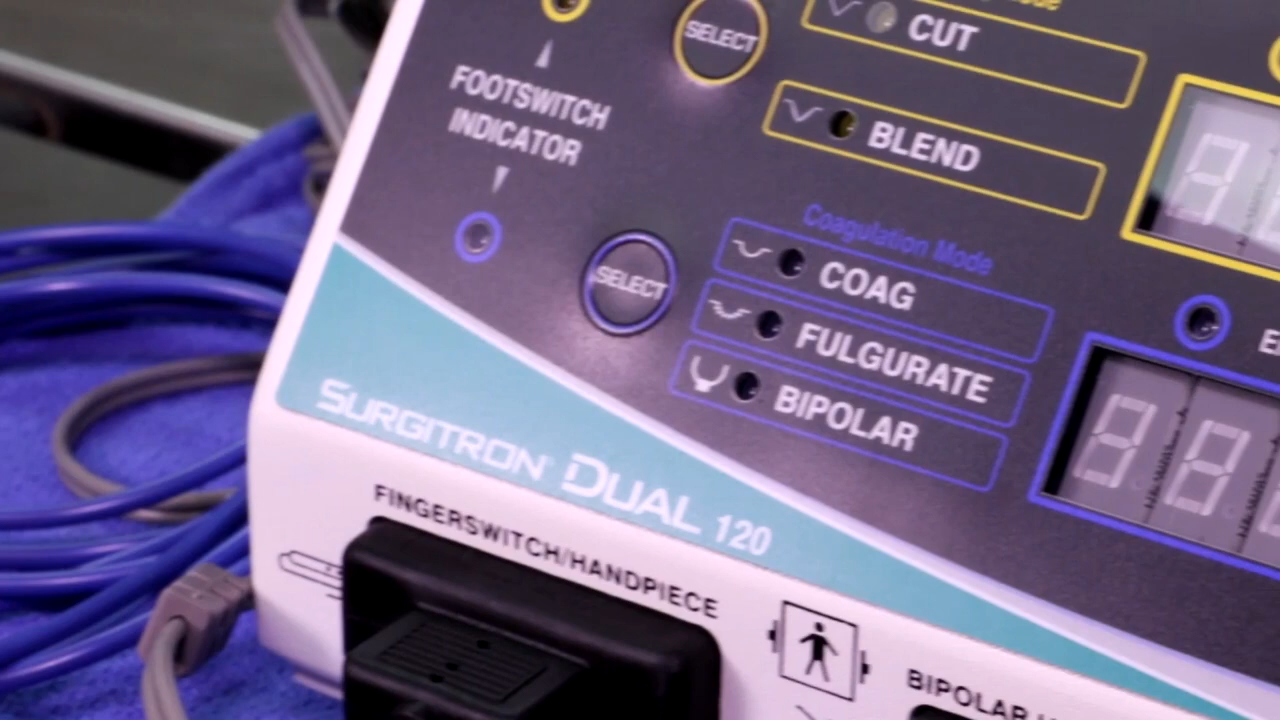 SELECT
CUT
FOOTSWITCH
INDICATOR
BLEND
Coagulation Mode
SELECT
COAG
FULGURATE
BIPOLAR
SURGITRON DUAL 120
FINGERSWITCH/HANDPIECE
BIPOLAR